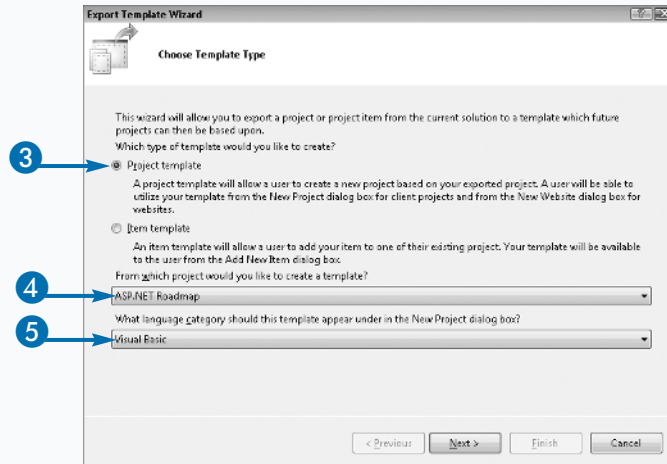 Export Template Wizard
Choose Template Type
This wizard will allow you to export a project or project item from the current solution to a template which future
projects can then be based upon.
Which type of template would you like to create?
3
Project template
A project template will allow a user to create a new project based on your exported project. A user will be able to
utilize your template from the New Project dialog box for client projects and from the New Website dialog box for
websites.
Item template
An item template will allow a user to add your item to one of their existing project. Your template will be available
to the user from the Add New Item dialog box.
From which project would you like to create a template?
4
ASP.NET Roadmap
What language category should this template appear under in the New Project dialog box?
5
Visual Basic
< Previous
Next >
Finish
Cancel